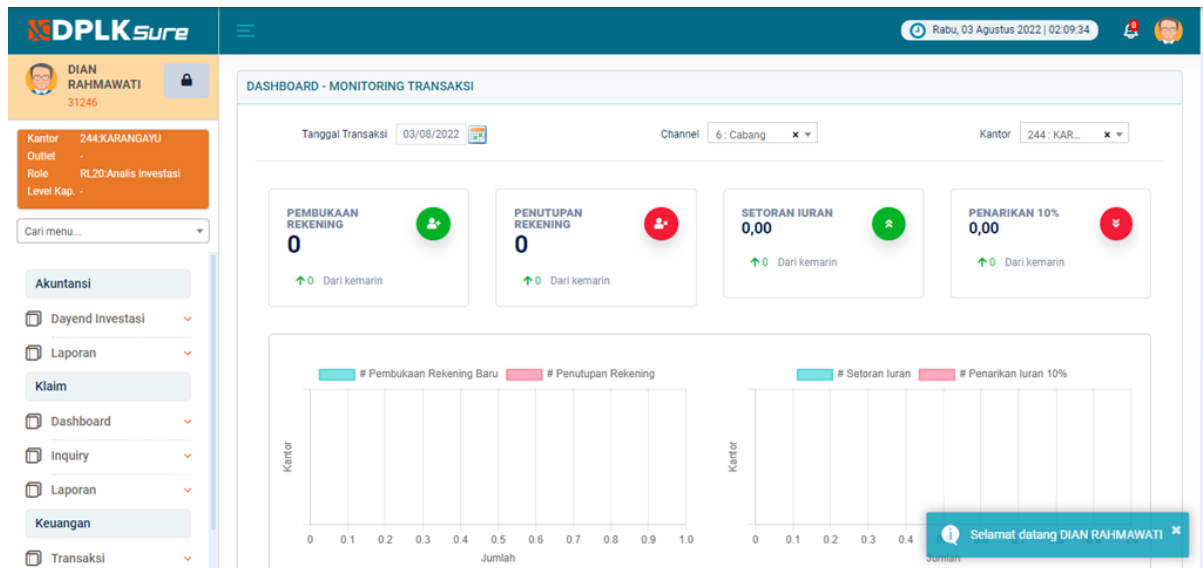 DPLKSure
Rabu, 03 Agustus 2022 | 02:09:34
DIAN
RAHMAWATI
31246
Kantor 244:KARANGAYU
Outlet -
Role RL20:Analis Investasi
Level Kap. -
Cari menu...
Akuntansi
Dayend Investasi
Laporan
Klaim
Dashboard
Inquiry
Laporan
Keuangan
Transaksi
DASHBOARD - MONITORING TRANSAKSI
Tanggal Transaksi 03/08/2022 Channel 6 : Cabang x Kantor 244 : KAR... x
PEMBUKAAN
REKENING
0
0 Dari kemarin
PENUTUPAN
REKENING
0
0 Dari kemarin
SETORAN IURAN
0,00
0 Dari kemarin
PENARIKAN 10%
0,00
0 Dari kemarin
# Pembukaan Rekening Baru # Penutupan Rekening
Kantor
0 0.1 0.2 0.3 0.4 0.5 0.6 0.7 0.8 0.9 1.0
Jumlah
# Setoran Iuran # Penarikan Iuran 10%
Kantor
0 0.1 0.2 0.3 0.4
Jumlah
Selamat datang DIAN RAHMAWATI ×